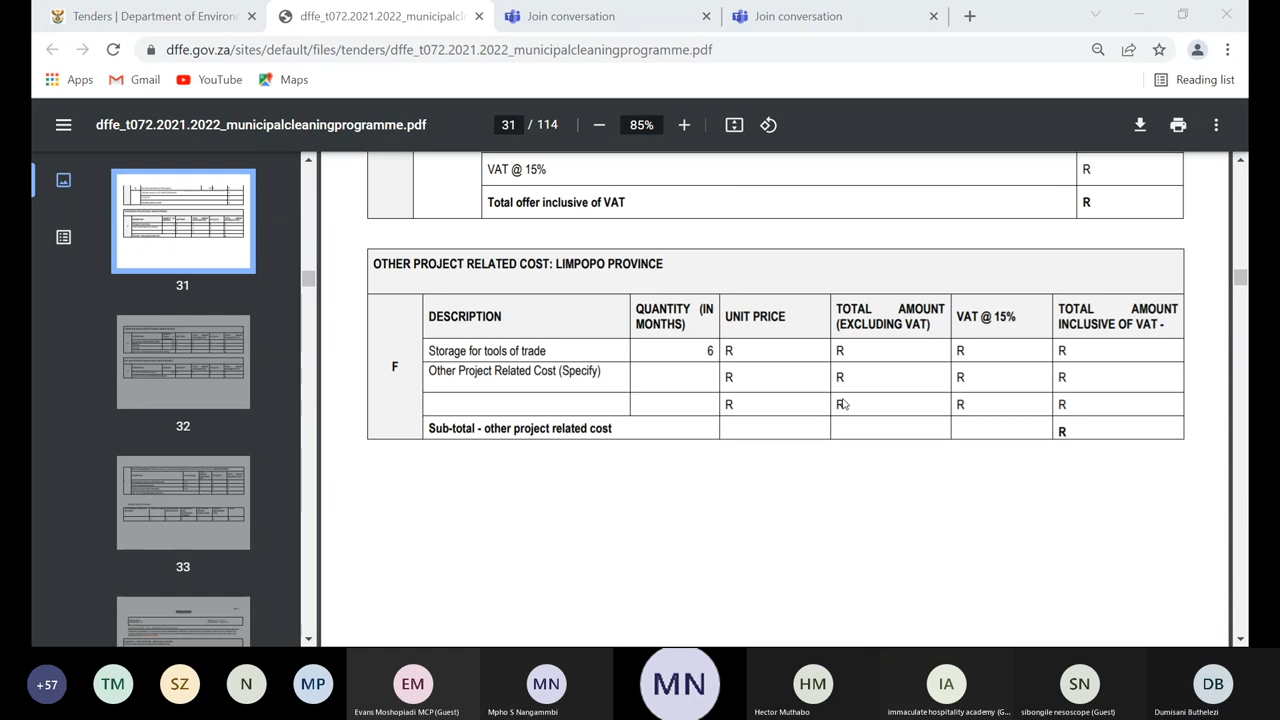 Tenders | Department of Environ
dffe_t072.2021.2022_municipalcl
Join conversation
Join conversation
dffe.gov.za/sites/default/files/tenders/dffe_t072.2021.2022_municipalcleaningprogramme.pdf
Apps
Gmail
YouTube
Maps
Reading list
dffe_t072.2021.2022_municipalcleaningprogramme.pdf
31 / 114
85%
VAT @ 15% R
Total offer inclusive of VAT R
OTHER PROJECT RELATED COST: LIMPOPO PROVINCE
F
DESCRIPTION QUANTITY (IN MONTHS) UNIT PRICE TOTAL AMOUNT (EXCLUDING VAT) VAT @ 15% TOTAL AMOUNT INCLUSIVE OF VAT -
Storage for tools of trade 6 R R R R
Other Project Related Cost (Specify) R R R R
R R R R
Sub-total - other project related cost R
31
32
33
+57
TM
SZ
N
MP
EM
MN
MN
HM
IA
SN
DB
Evans Moshopiadi MCP (Guest)
Mpho S Nangammbi
Hector Muthabo
immaculate hospitality academy (G...
sibongile nesoscope (Guest)
Dumisani Buthelezi